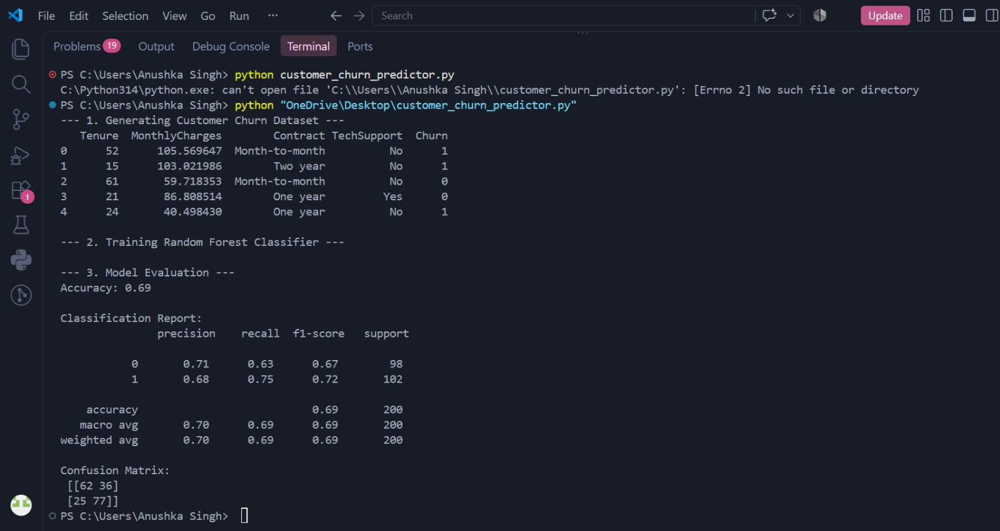 File Edit Selection View Go Run ··· Search Update
Problems 19 Output Debug Console Terminal Ports
PS C:\Users\Anushka Singh> python customer_churn_predictor.py
C:\Python314\python.exe: can't open file 'C:\\Users\\Anushka Singh\\customer_churn_predictor.py': [Errno 2] No such file or directory
PS C:\Users\Anushka Singh> python "OneDrive\Desktop\customer_churn_predictor.py"
--- 1. Generating Customer Churn Dataset ---
Tenure MonthlyCharges Contract TechSupport Churn
0 52 105.569647 Month-to-month No 1
1 15 103.021986 Two year No 1
2 61 59.718353 Month-to-month No 0
3 21 86.808514 One year Yes 0
4 24 40.498430 One year No 1
--- 2. Training Random Forest Classifier ---
--- 3. Model Evaluation ---
Accuracy: 0.69
Classification Report:
precision recall f1-score support
0 0.71 0.63 0.67 98
1 0.68 0.75 0.72 102
accuracy 0.69 200
macro avg 0.70 0.69 0.69 200
weighted avg 0.70 0.69 0.69 200
Confusion Matrix:
[[62 36]
[25 77]]
PS C:\Users\Anushka Singh>
1